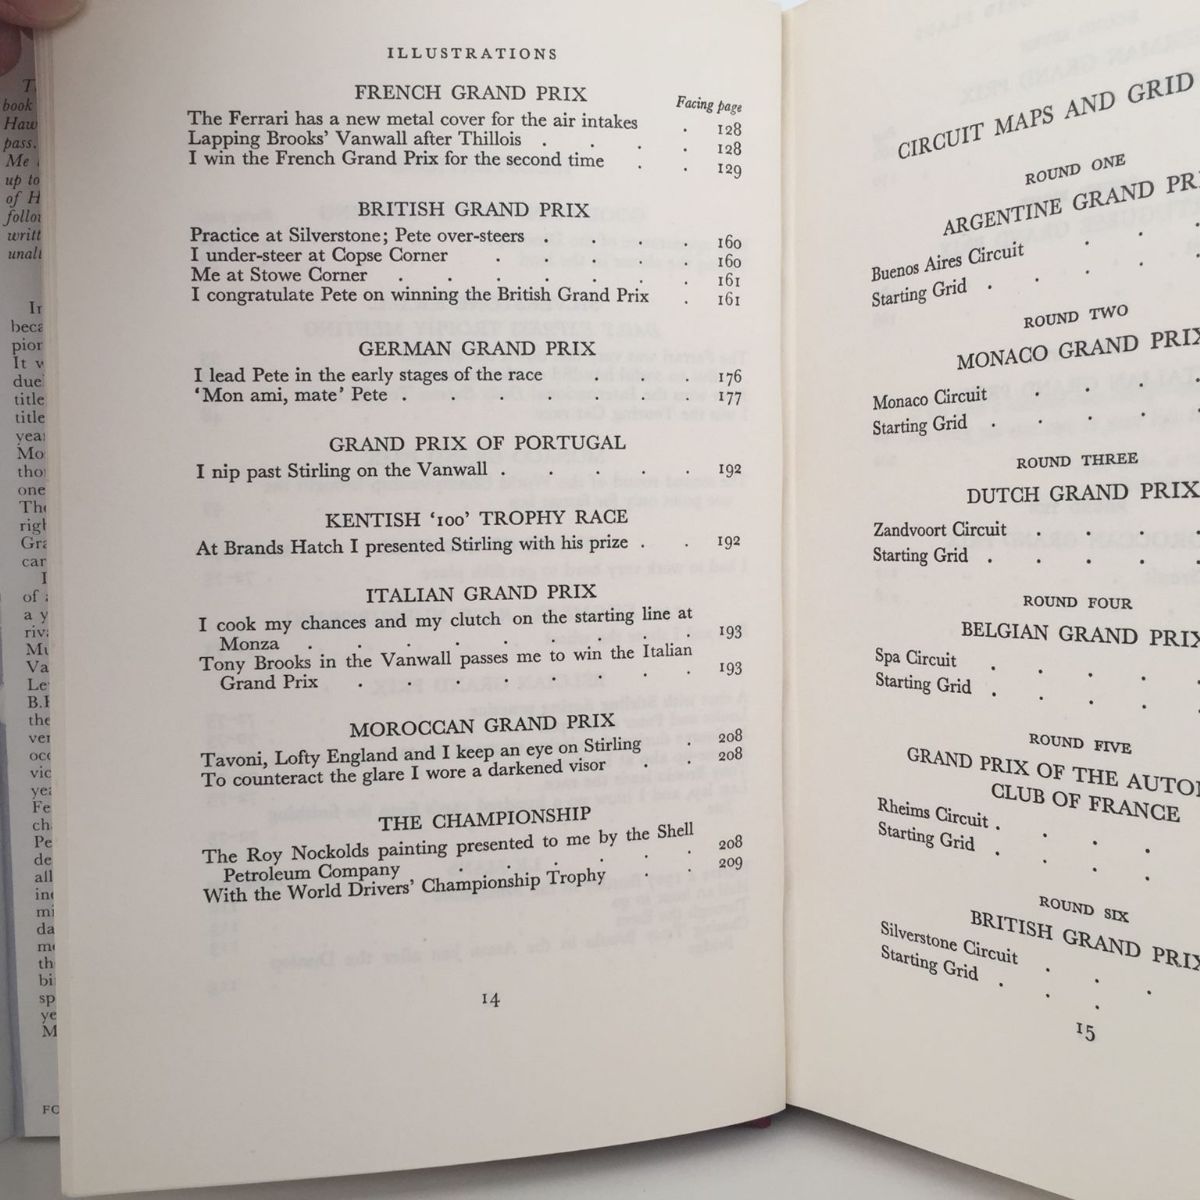 ILLUSTRATIONS
FRENCH GRAND PRIX
Facing page
The Ferrari has a new metal cover for the air intakes . 128
Lapping Brooks' Vanwall after Thillois . . . . 128
I win the French Grand Prix for the second time . . 129
BRITISH GRAND PRIX
Practice at Silverstone; Pete over-steers . . . 160
I under-steer at Copse Corner . . . . . 160
Me at Stowe Corner . . . . . . . 161
I congratulate Pete on winning the British Grand Prix . 161
GERMAN GRAND PRIX
I lead Pete in the early stages of the race . . . 176
'Mon ami, mate' Pete . . . . . . . 177
GRAND PRIX OF PORTUGAL
I nip past Stirling on the Vanwall . . . . . 192
KENTISH '100' TROPHY RACE
At Brands Hatch I presented Stirling with his prize . . 192
ITALIAN GRAND PRIX
I cook my chances and my clutch on the starting line at
Monza . . . . . . . . . 193
Tony Brooks in the Vanwall passes me to win the Italian
Grand Prix . . . . . . . . 193
MOROCCAN GRAND PRIX
Tavoni, Lofty England and I keep an eye on Stirling . 208
To counteract the glare I wore a darkened visor . . 208
THE CHAMPIONSHIP
The Roy Nockolds painting presented to me by the Shell
Petroleum Company . . . . . . 208
With the World Drivers' Championship Trophy . . 209
14
CIRCUIT MAPS AND GRID
ROUND ONE
ARGENTINE GRAND PRI
Buenos Aires Circuit . . .
Starting Grid . . . .
ROUND TWO
MONACO GRAND PRIX
Monaco Circuit . . .
Starting Grid . . . .
ROUND THREE
DUTCH GRAND PRIX
Zandvoort Circuit . . .
Starting Grid . . . .
ROUND FOUR
BELGIAN GRAND PRIX
Spa Circuit . . . .
Starting Grid . . . .
ROUND FIVE
GRAND PRIX OF THE AUTOM
CLUB OF FRANCE
Rheims Circuit . . . .
Starting Grid . . . .
ROUND SIX
BRITISH GRAND PRIX
Silverstone Circuit . . .
Starting Grid . . .
15